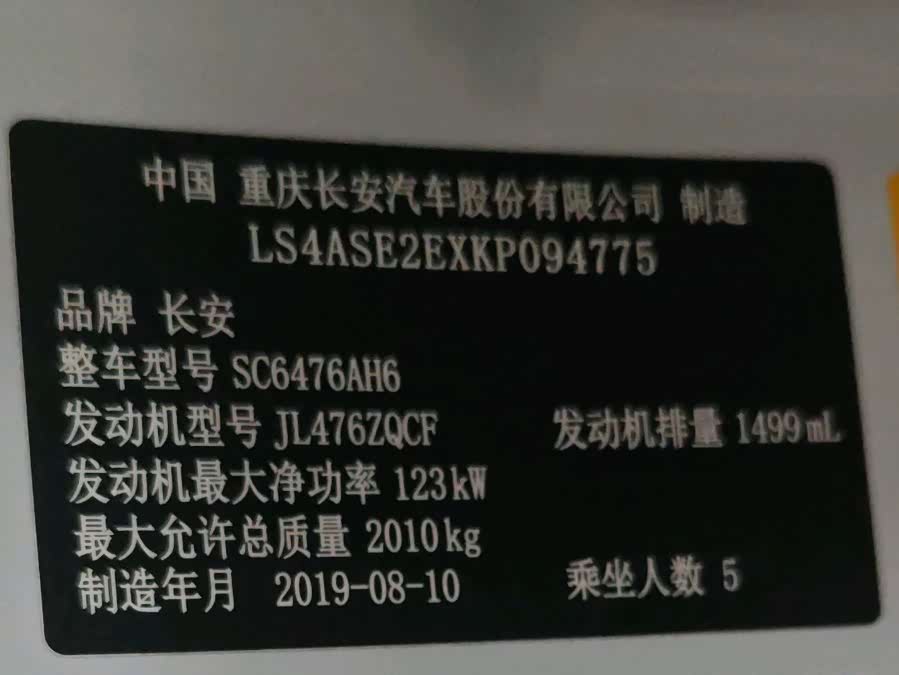 中国 重庆长安汽车股份有限公司 制造
LS4ASE2EXKP094775
品牌 长安
整车型号 SC6476AH6
发动机型号 JL476ZQCF 发动机排量 1499mL
发动机最大净功率 123kW
最大允许总质量 2010kg
制造年月 2019-08-10 乘坐人数 5